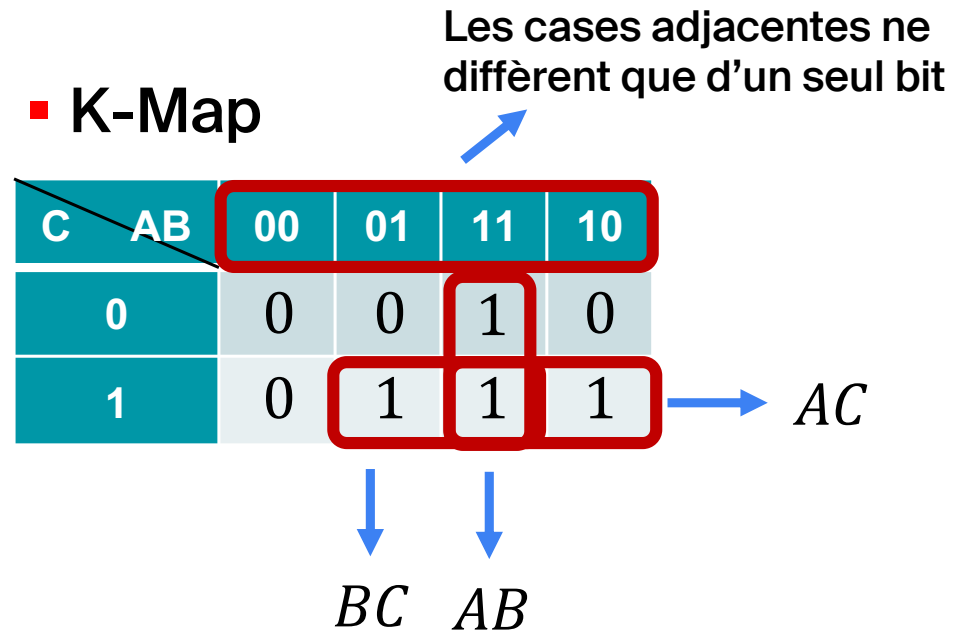 Les cases adjacentes ne
diffèrent que d'un seul bit
K-Map
C AB 00 01 11 10
0 0 0 1 0
1 0 1 1 1
AC
BC AB